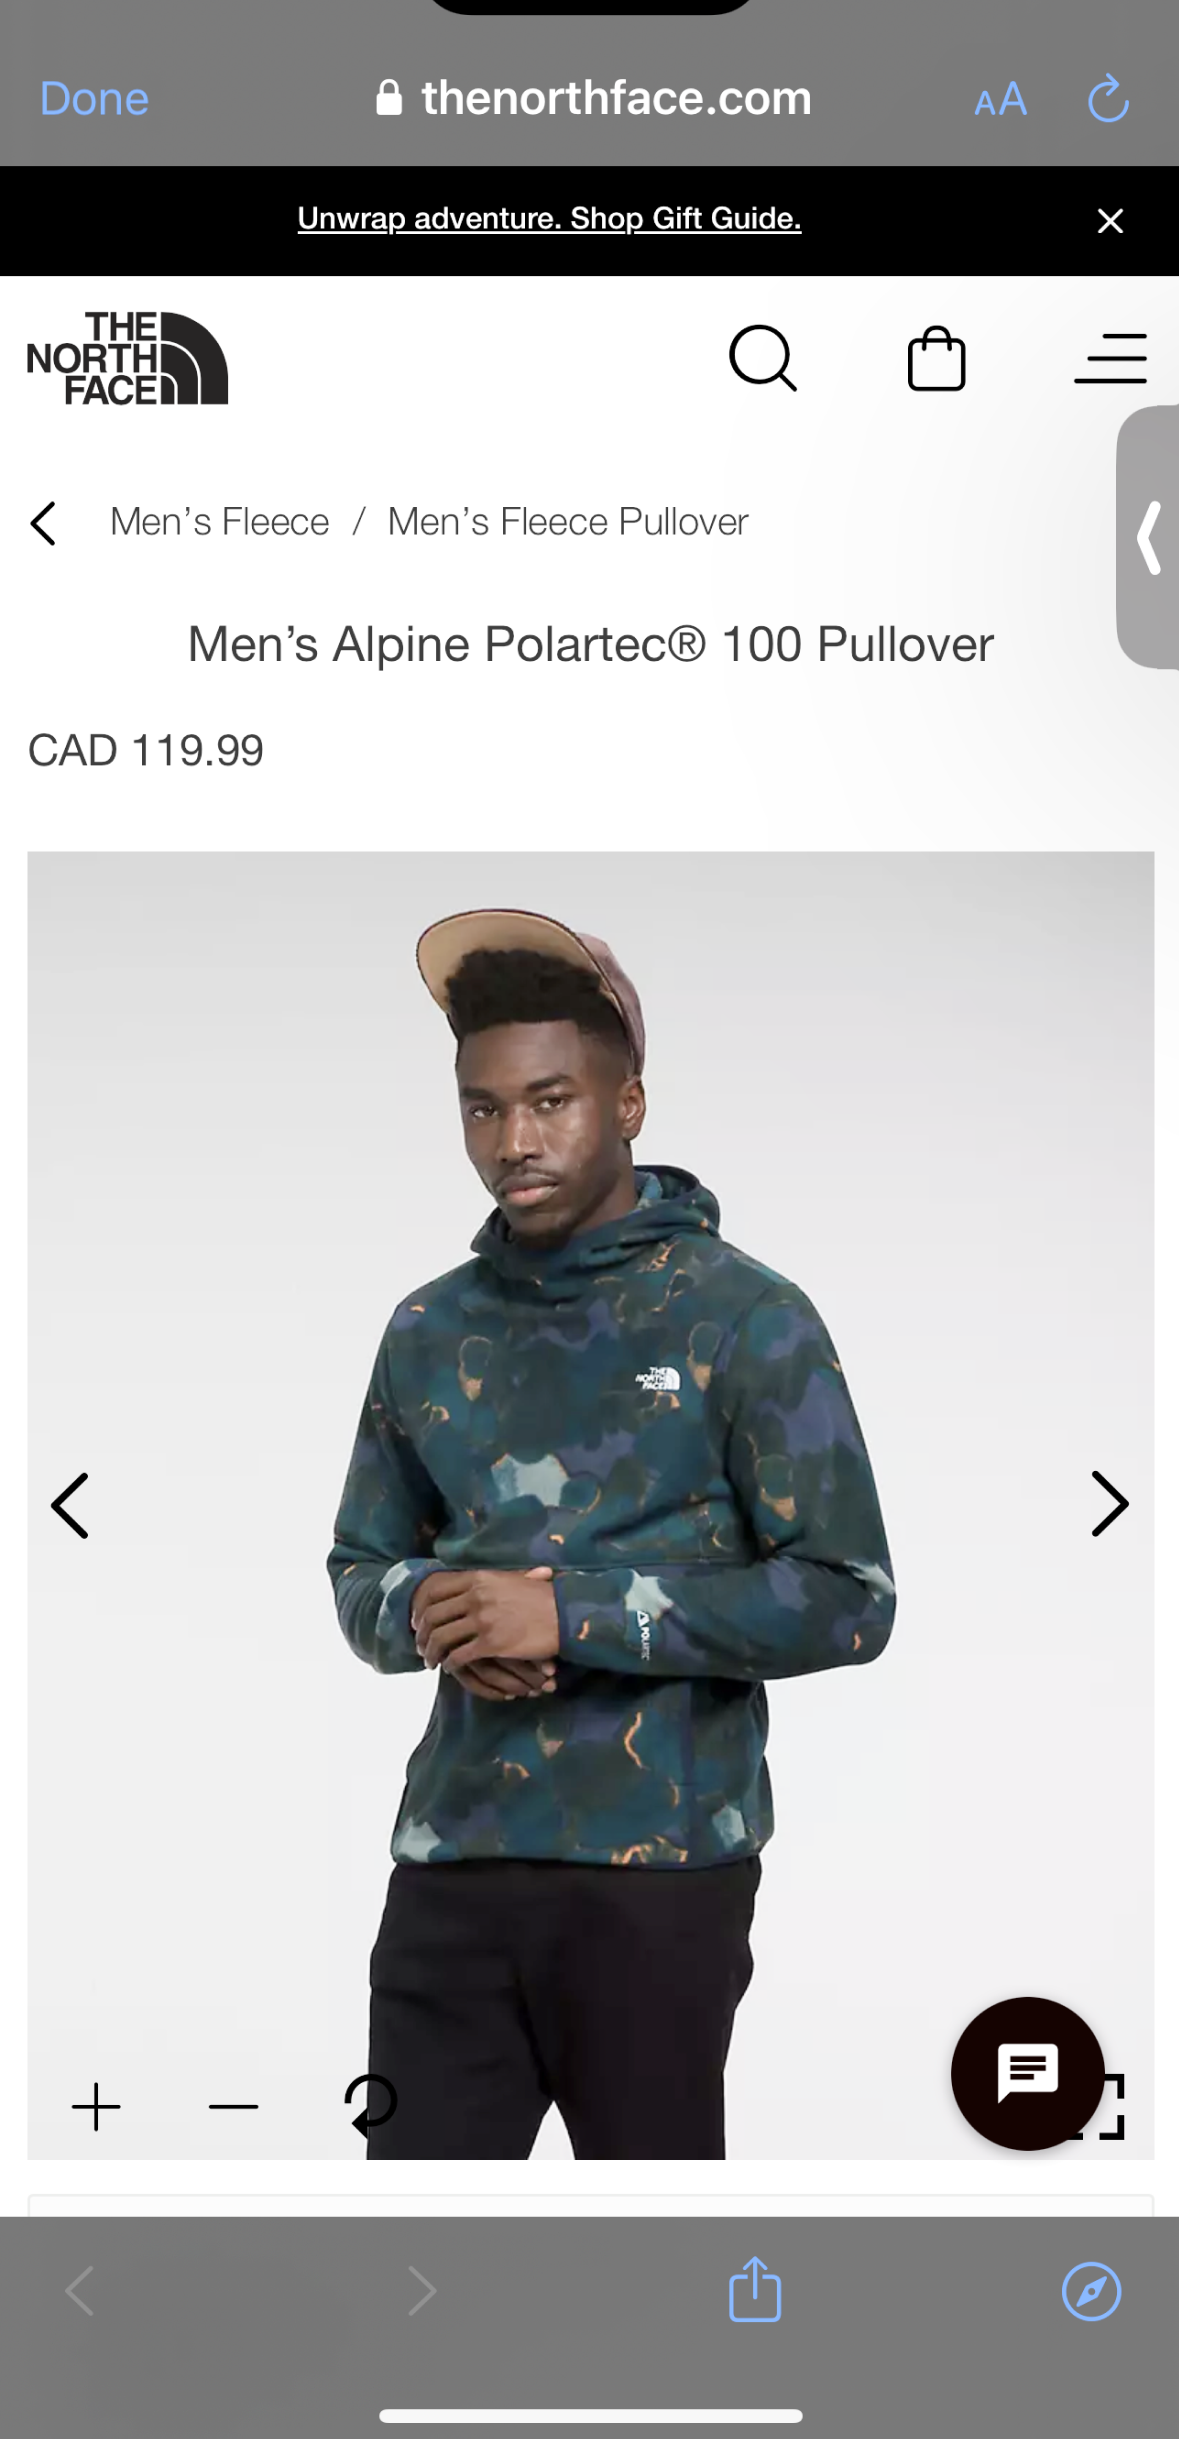 Done
thenorthface.com
AA
Unwrap adventure. Shop Gift Guide.
THE
NORTH
FACE
Men’s Fleece / Men’s Fleece Pullover
Men’s Alpine Polartec® 100 Pullover
CAD 119.99
THE
NORTH
FACE
POLARTEC